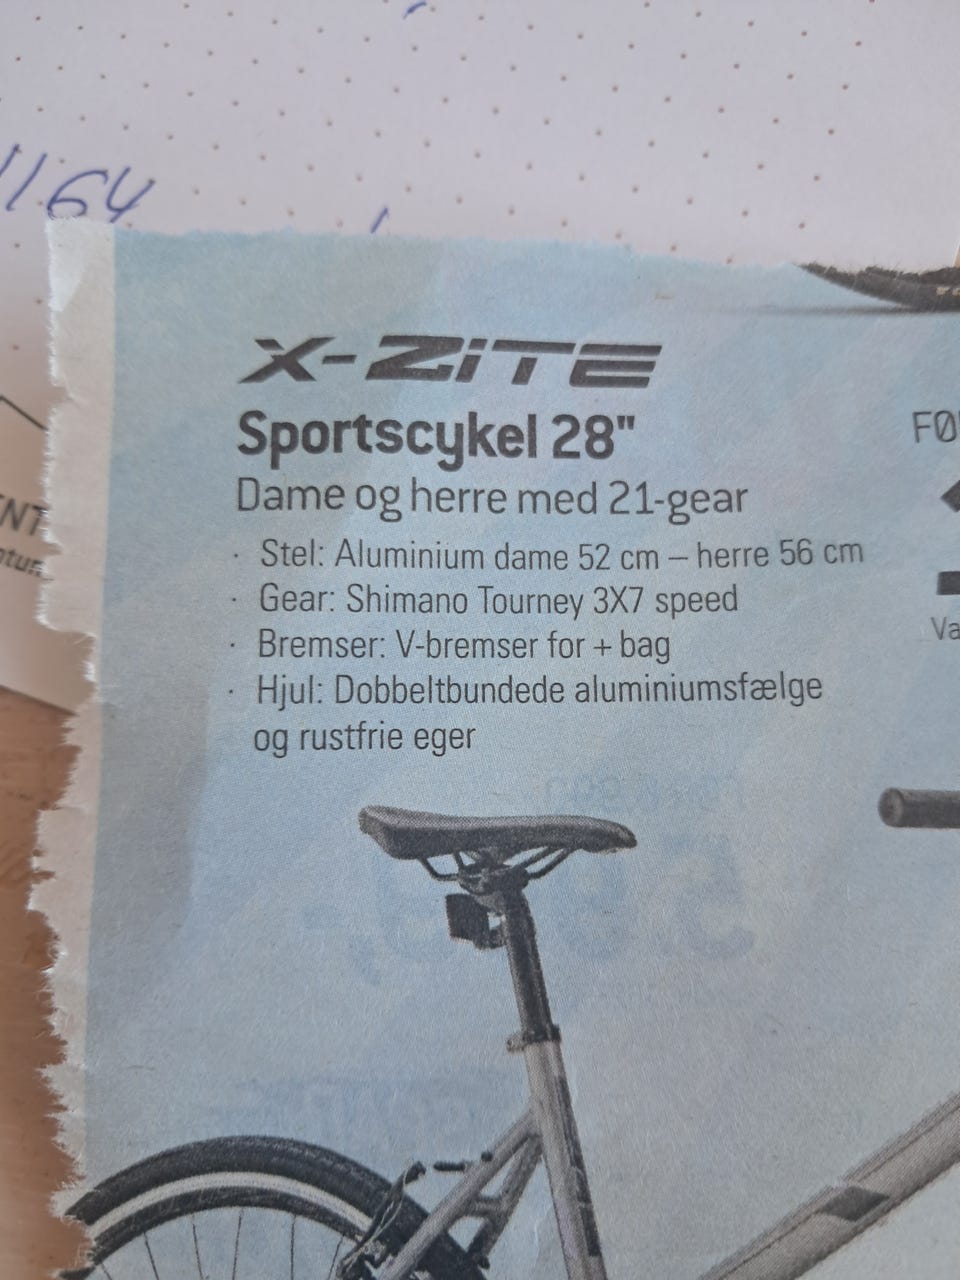 1164
X-ZITE
Sportscykel 28"
Dame og herre med 21-gear
· Stel: Aluminium dame 52 cm – herre 56 cm
· Gear: Shimano Tourney 3X7 speed
· Bremser: V-bremser for + bag
· Hjul: Dobbeltbundede aluminiumsfælge
og rustfrie eger